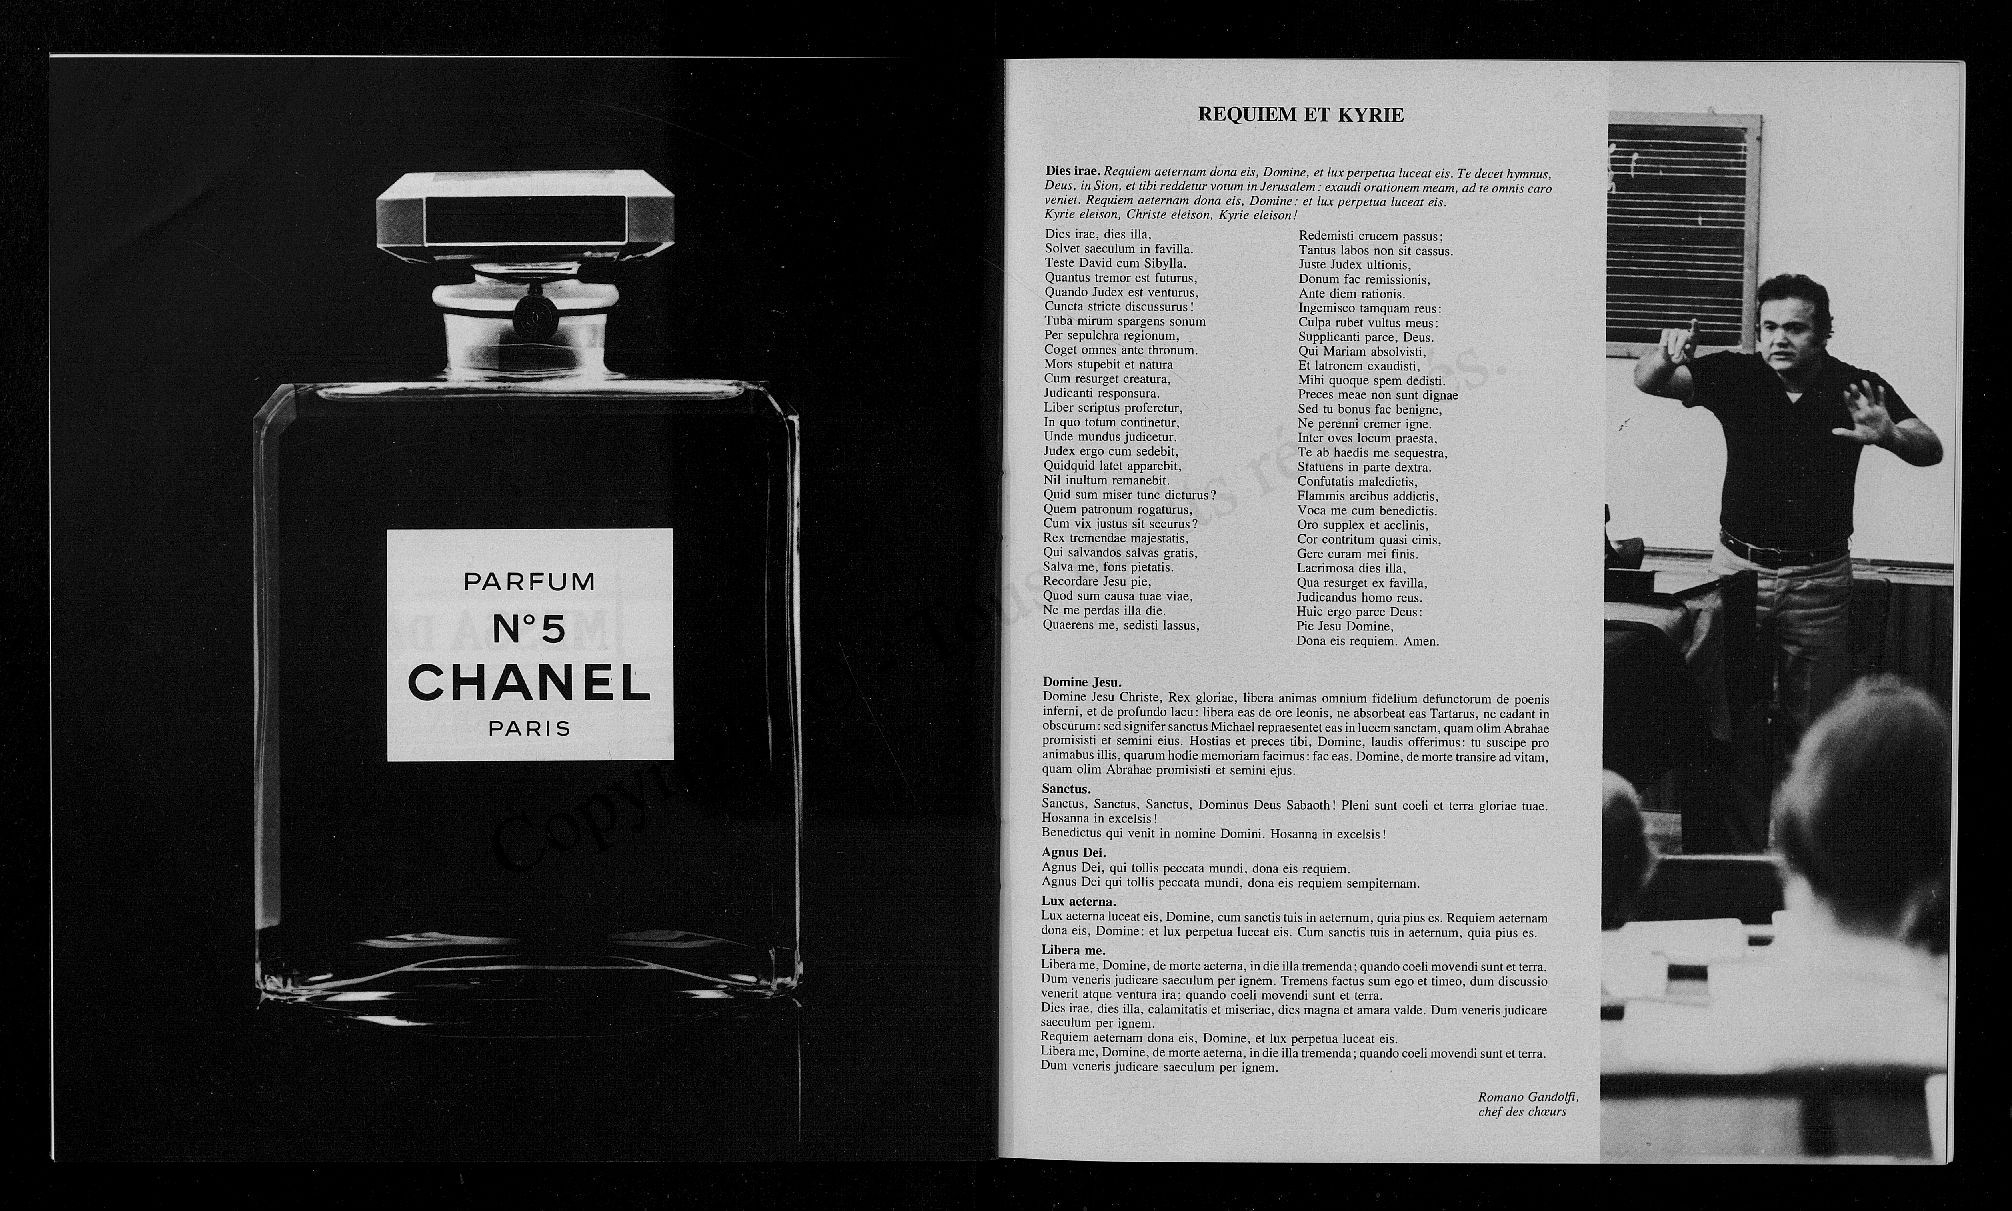 PARFUM
N°5
CHANEL
PARIS
REQUIEM ET KYRIE
Dies irae. Requiem aeternam dona eis, Domine, et lux perpetua luceat eis. Te decet hymnus,
Deus, in Sion, et tibi reddetur votum in Jerusalem : exaudi orationem meam, ad te omnis caro
veniet. Requiem aeternam dona eis, Domine : et lux perpetua luceat eis.
Kyrie eleison, Christe eleison, Kyrie eleison !
Dies irae, dies illa,
Solvet saeculum in favilla.
Teste David cum Sibylla.
Quantus tremor est futurus,
Quando Judex est venturus,
Cuncta stricte discussurus !
Tuba mirum spargens sonum
Per sepulchra regionum,
Coget omnes ante thronum.
Mors stupebit et natura
Cum resurget creatura,
Judicanti responsura.
Liber scriptus proferetur,
In quo totum continetur,
Unde mundus judicetur.
Judex ergo cum sedebit,
Quidquid latet apparebit,
Nil inultum remanebit.
Quid sum miser tunc dicturus ?
Quem patronum rogaturus,
Cum vix justus sit securus ?
Rex tremendae majestatis,
Qui salvandos salvas gratis,
Salva me, fons pietatis.
Recordare Jesu pie,
Quod sum causa tuae viae,
Ne me perdas illa die.
Quaerens me, sedisti lassus,
Redemisti crucem passus ;
Tantus labos non sit cassus.
Juste Judex ultionis,
Donum fac remissionis,
Ante diem rationis.
Ingemisco tamquam reus :
Culpa rubet vultus meus :
Supplicanti parce, Deus.
Qui Mariam absolvisti,
Et latronem exaudisti,
Mihi quoque spem dedisti.
Preces meae non sunt dignae
Sed tu bonus fac benigne,
Ne perenni cremer igne.
Inter oves locum praesta,
Te ab haedis me sequestra,
Statuens in parte dextra.
Confutatis maledictis,
Flammis arcibus addictis,
Voca me cum benedictis.
Oro supplex et acclinis,
Cor contritum quasi cinis,
Gere curam mei finis.
Lacrimosa dies illa,
Qua resurget ex favilla,
Judicandus homo reus.
Huic ergo parce Deus :
Pie Jesu Domine,
Dona eis requiem. Amen.
Domine Jesu.
Domine Jesu Christe, Rex gloriae, libera animas omnium fidelium defunctorum de poenis
inferni, et de profundo lacu : libera eas de ore leonis, ne absorbeat eas Tartarus, ne cadant in
obscurum : sed signifer sanctus Michael repraesentet eas in lucem sanctam, quam olim Abrahae
promisisti et semini eius. Hostias et preces tibi, Domine, laudis offerimus : tu suscipe pro
animabus illis, quarum hodie memoriam facimus : fac eas. Domine, de morte transire ad vitam,
quam olim Abrahae promisisti et semini ejus.
Sanctus.
Sanctus, Sanctus, Sanctus, Dominus Deus Sabaoth ! Pleni sunt coeli et terra gloriae tuae.
Hosanna in excelsis !
Benedictus qui venit in nomine Domini. Hosanna in excelsis !
Agnus Dei.
Agnus Dei, qui tollis peccata mundi, dona eis requiem.
Agnus Dei qui tollis peccata mundi, dona eis requiem sempiternam.
Lux aeterna.
Lux aeterna luceat eis, Domine, cum sanctis tuis in aeternum, quia pius es. Requiem aeternam
dona eis, Domine ; et lux perpetua luceat eis. Cum sanctis tuis in aeternum, quia pius es.
Libera me.
Libera me, Domine, de morte aeterna, in die illa tremenda ; quando coeli movendi sunt et terra.
Dum veneris judicare saeculum per ignem. Tremens factus sum ego et timeo, dum discussio
venerit atque ventura ira ; quando coeli movendi sunt et terra.
Dies irae, dies illa, calamitatis et miseriae, dies magna et amara valde. Dum veneris judicare
saeculum per ignem.
Requiem aeternam dona eis, Domine, et lux perpetua luceat eis.
Libera me, Domine, de morte aeterna, in die illa tremenda ; quando coeli movendi sunt et terra.
Dum veneris judicare saeculum per ignem.
Romano Gandolfi,
chef des chœurs